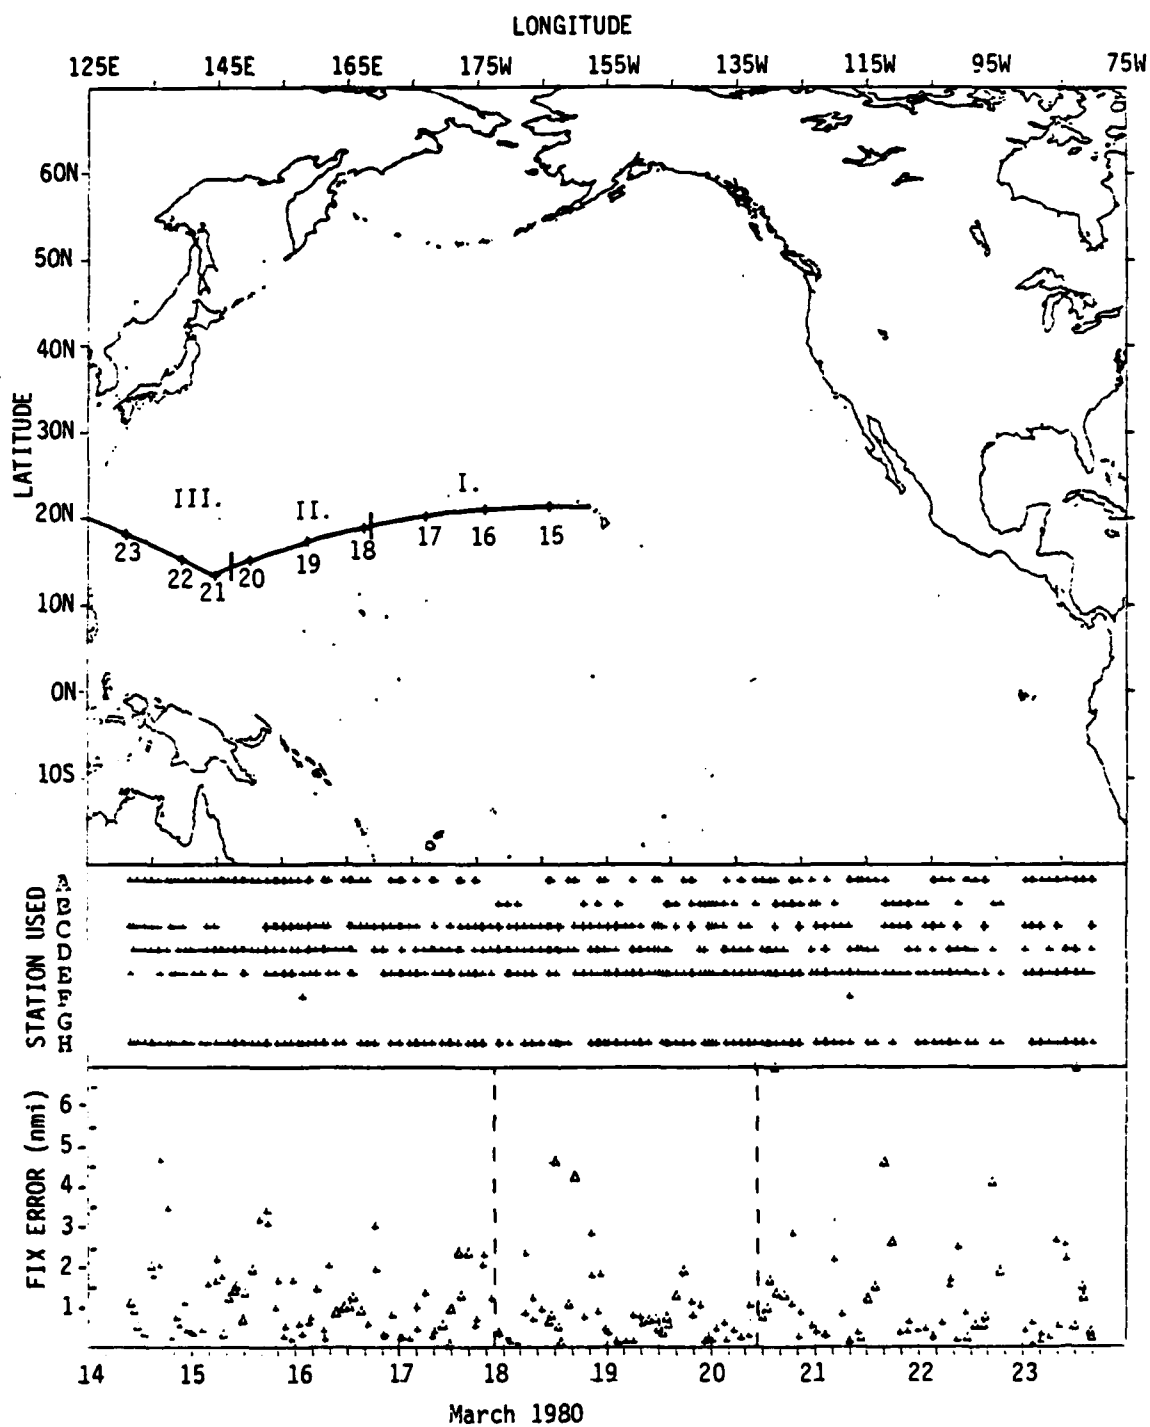 LONGITUDE
125E 145E 165E 175W 155W 135W 115W 95W 75W
LATITUDE
60N
50N
40N
30N
20N
10N
0N
10S
III. II. I.
23 22 21 20 19 18 17 16 15
STATION USED
A
B
C
D
E
F
G
H
FIX ERROR (nmi)
6
5
4
3
2
1
14 15 16 17 18 19 20 21 22 23
March 1980